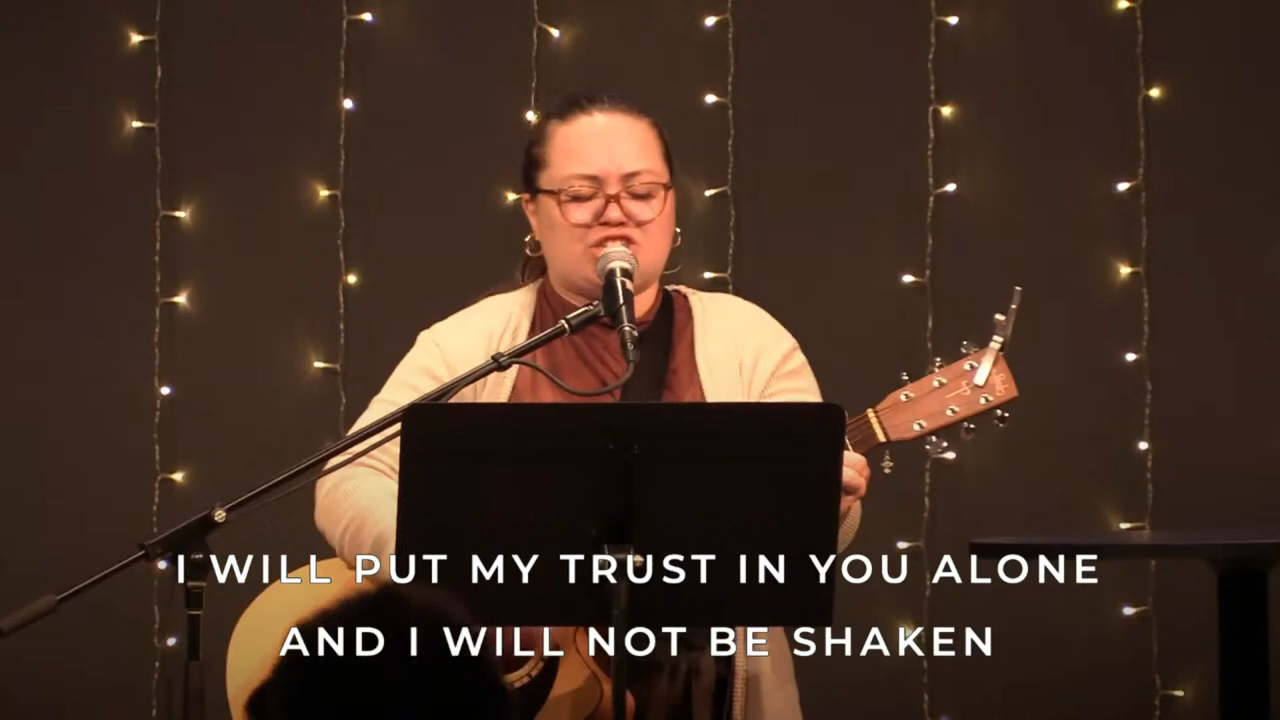 I WILL PUT MY TRUST IN YOU ALONE
AND I WILL NOT BE SHAKEN